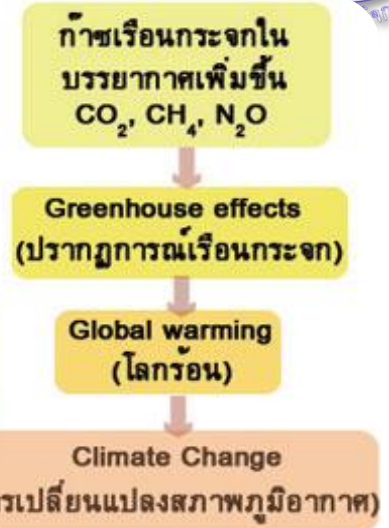 ก๊าซเรือนกระจกใน
บรรยากาศเพิ่มขึ้น
CO₂, CH₄, N₂O
Greenhouse effects
(ปรากฏการณ์เรือนกระจก)
Global warming
(โลกร้อน)
Climate Change
รเปลี่ยนแปลงสภาพภูมิอากาศ)